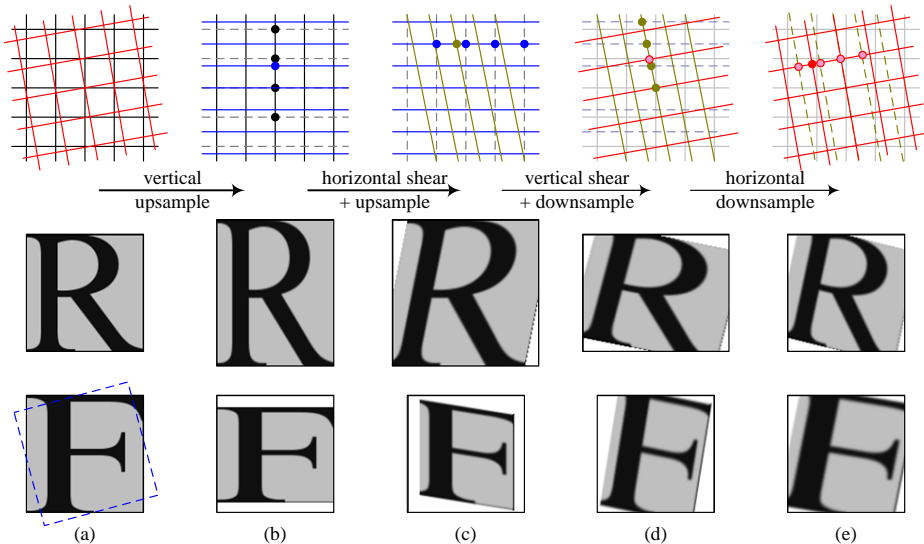 vertical
upsample
horizontal shear
+ upsample
vertical shear
+ downsample
horizontal
downsample
R R R R R
F F F F F
(a) (b) (c) (d) (e)